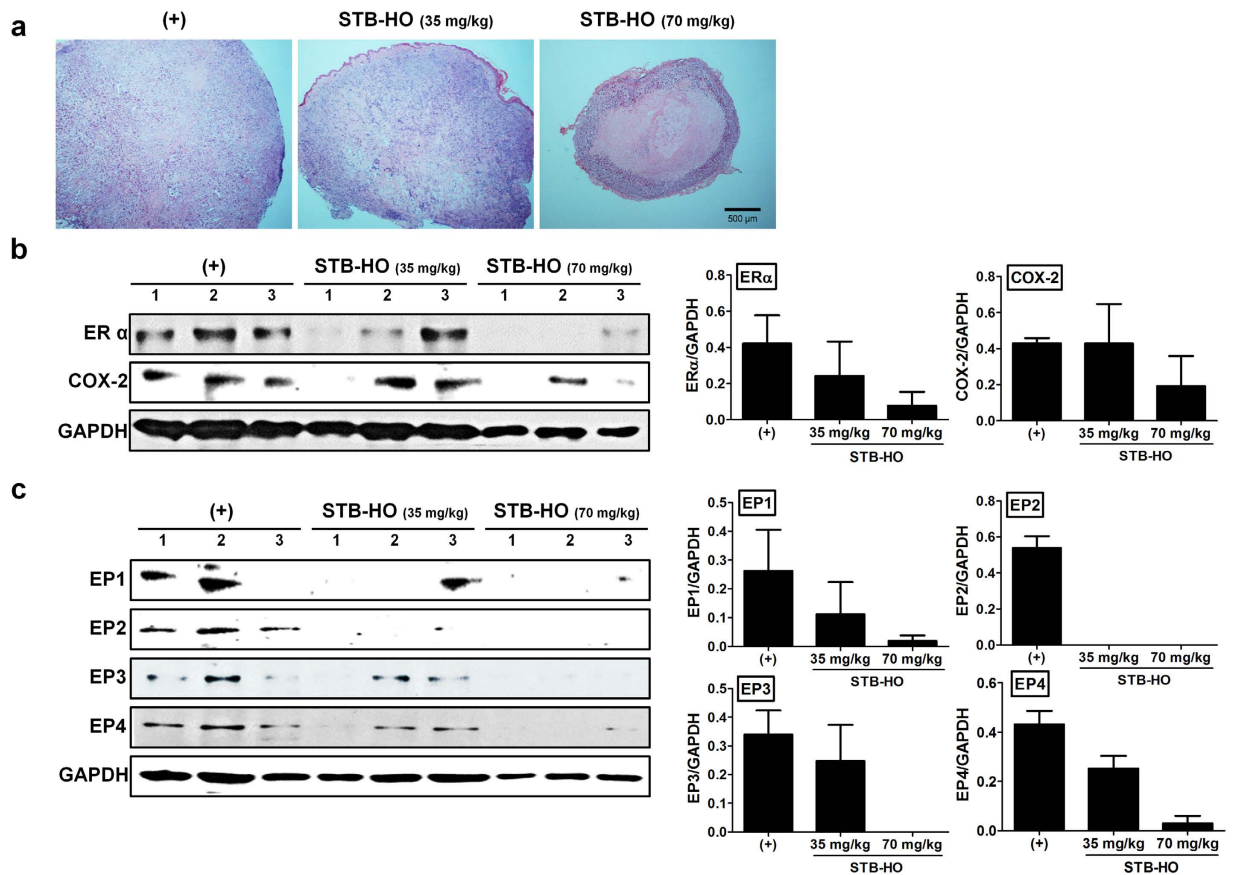 a
(+) STB-HO (35 mg/kg) STB-HO (70 mg/kg)
500 µm
b
(+) STB-HO (35 mg/kg) STB-HO (70 mg/kg)
1 2 3 1 2 3 1 2 3
ER α
COX-2
GAPDH
ERα
ERα/GAPDH
0.8
0.6
0.4
0.2
0.0
(+) 35 mg/kg 70 mg/kg
STB-HO
COX-2
COX-2/GAPDH
0.8
0.6
0.4
0.2
0.0
(+) 35 mg/kg 70 mg/kg
STB-HO
c
(+) STB-HO (35 mg/kg) STB-HO (70 mg/kg)
1 2 3 1 2 3 1 2 3
EP1
EP2
EP3
EP4
GAPDH
EP1
EP1/GAPDH
0.5
0.4
0.3
0.2
0.1
0.0
(+) 35 mg/kg 70 mg/kg
STB-HO
EP2
EP2/GAPDH
0.8
0.6
0.4
0.2
0.0
(+) 35 mg/kg 70 mg/kg
STB-HO
EP3
EP3/GAPDH
0.5
0.4
0.3
0.2
0.1
0.0
(+) 35 mg/kg 70 mg/kg
STB-HO
EP4
EP4/GAPDH
0.6
0.4
0.2
0.0
(+) 35 mg/kg 70 mg/kg
STB-HO